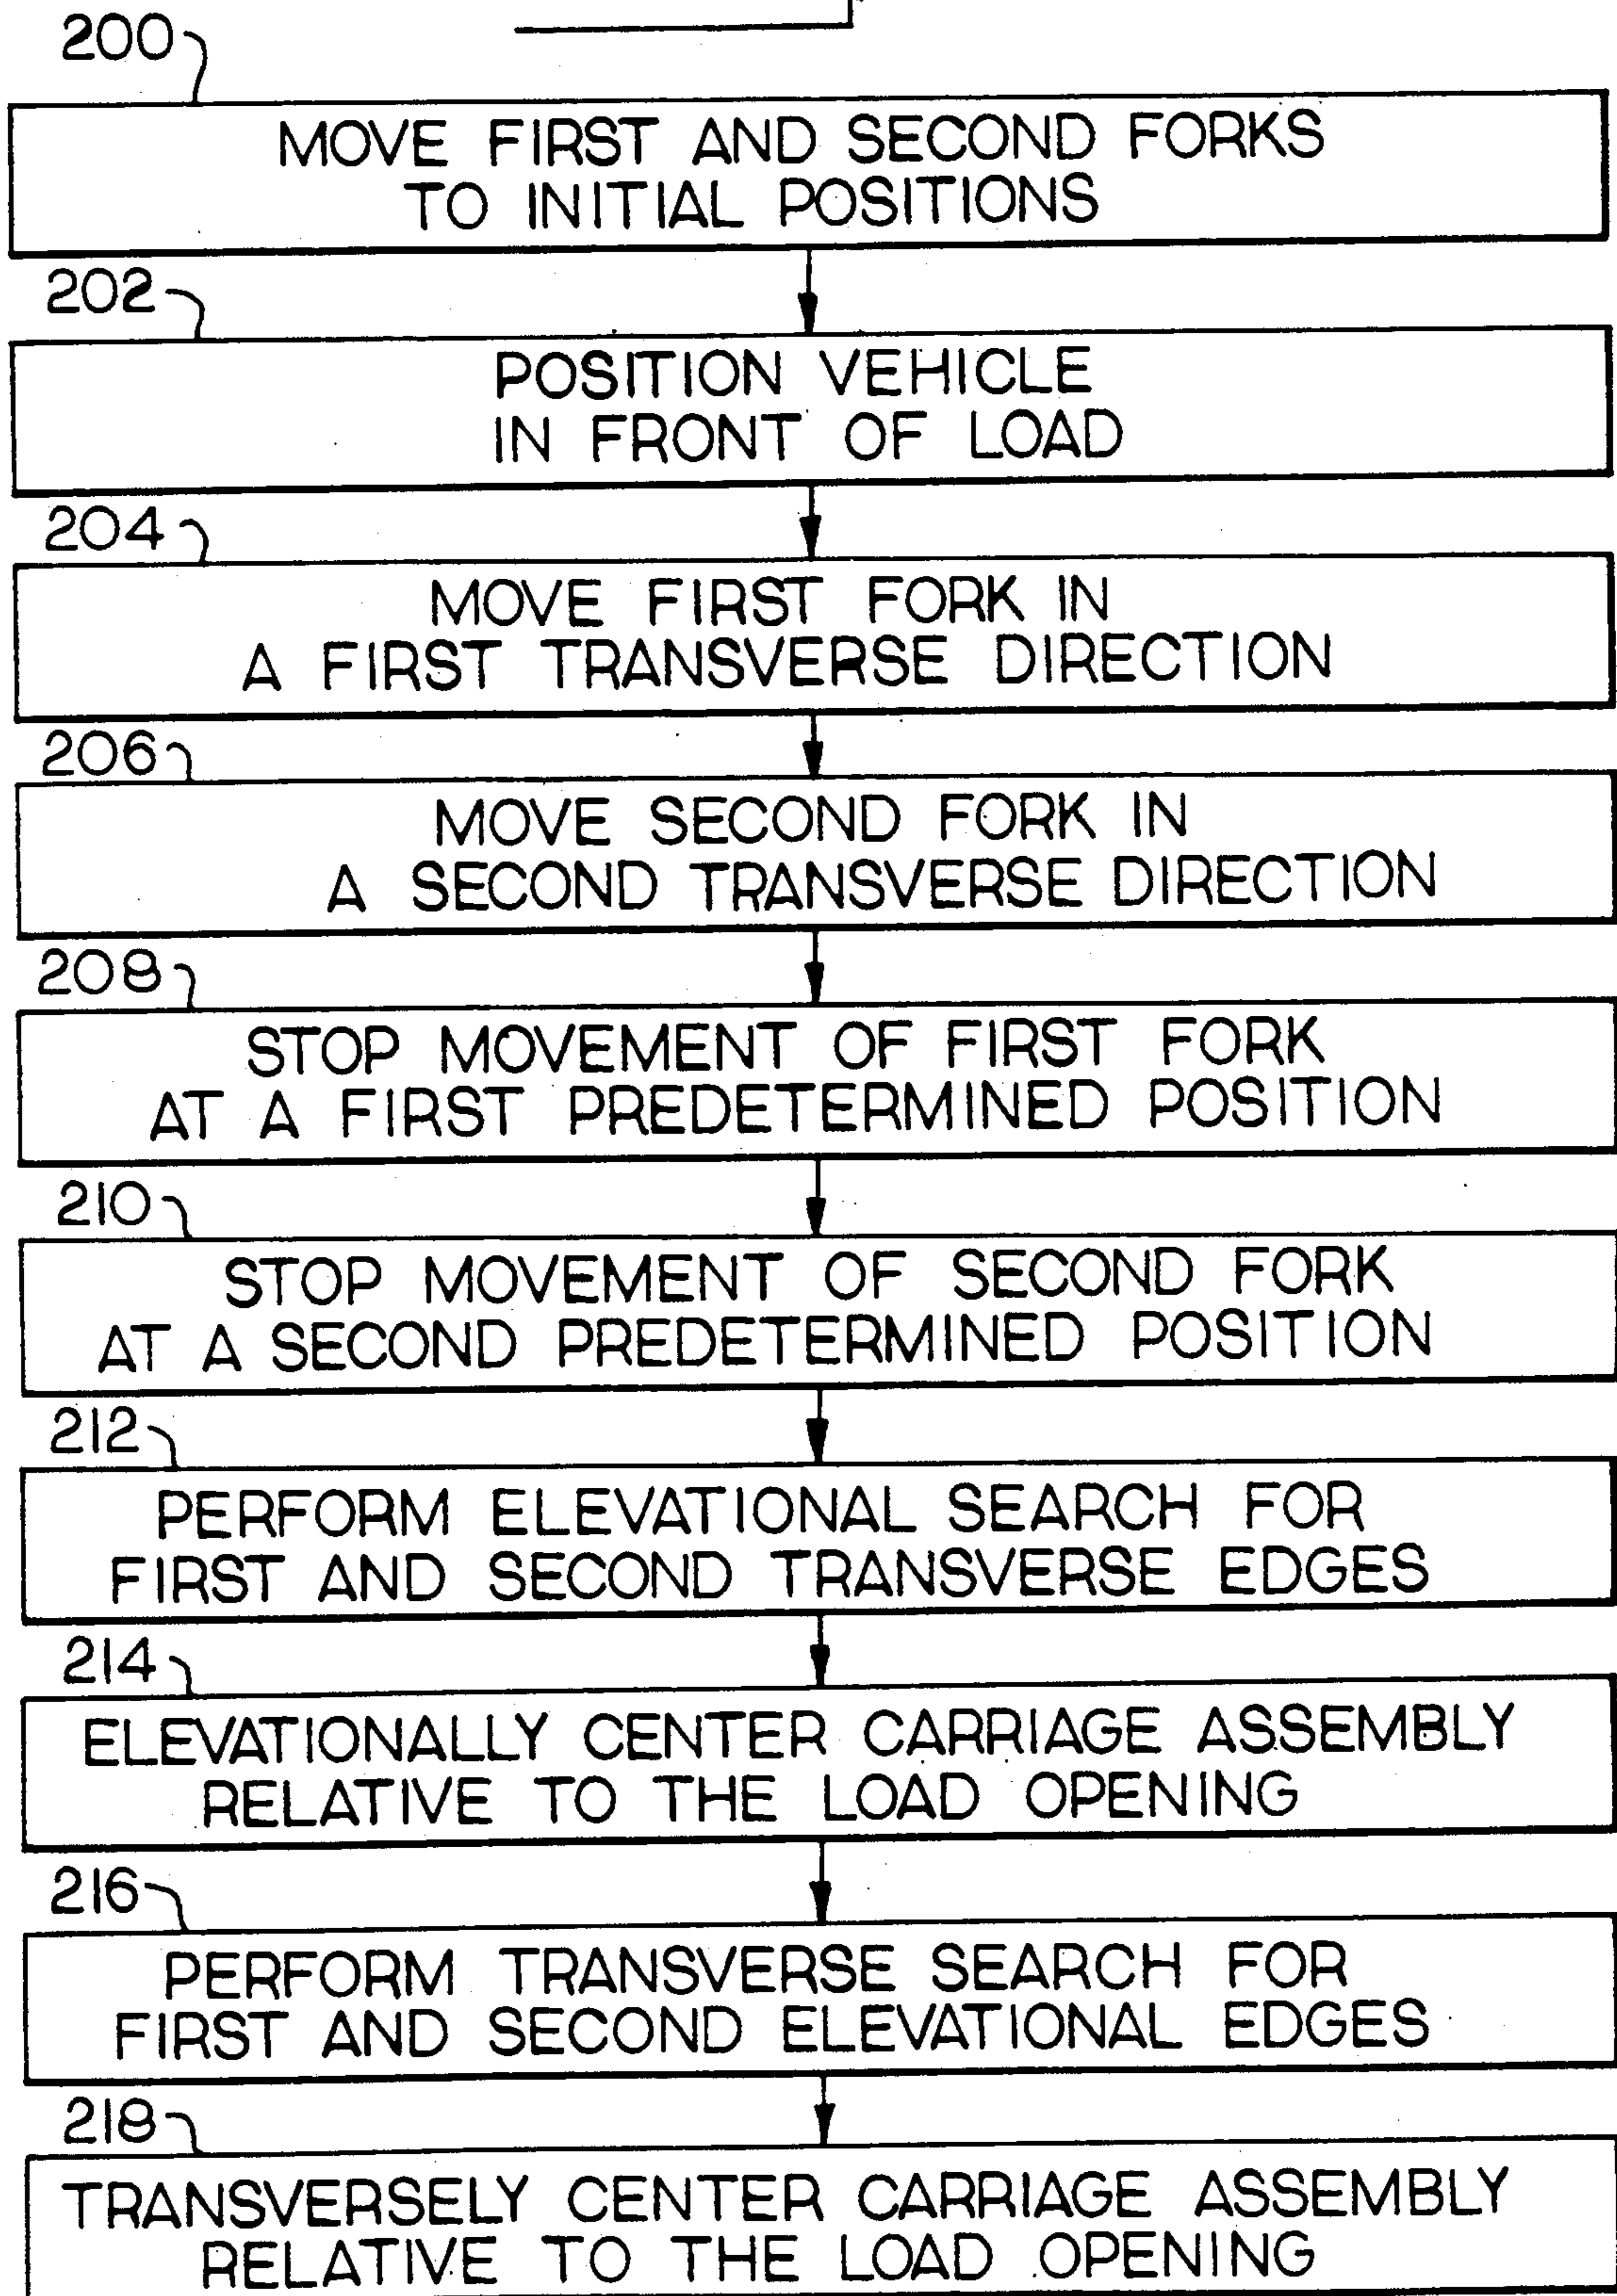 200
MOVE FIRST AND SECOND FORKS
TO INITIAL POSITIONS
202
POSITION VEHICLE
IN FRONT OF LOAD
204
MOVE FIRST FORK IN
A FIRST TRANSVERSE DIRECTION
206
MOVE SECOND FORK IN
A SECOND TRANSVERSE DIRECTION
208
STOP MOVEMENT OF FIRST FORK
AT A FIRST PREDETERMINED POSITION
210
STOP MOVEMENT OF SECOND FORK
AT A SECOND PREDETERMINED POSITION
212
PERFORM ELEVATIONAL SEARCH FOR
FIRST AND SECOND TRANSVERSE EDGES
214
ELEVATIONALLY CENTER CARRIAGE ASSEMBLY
RELATIVE TO THE LOAD OPENING
216
PERFORM TRANSVERSE SEARCH FOR
FIRST AND SECOND ELEVATIONAL EDGES
218
TRANSVERSELY CENTER CARRIAGE ASSEMBLY
RELATIVE TO THE LOAD OPENING